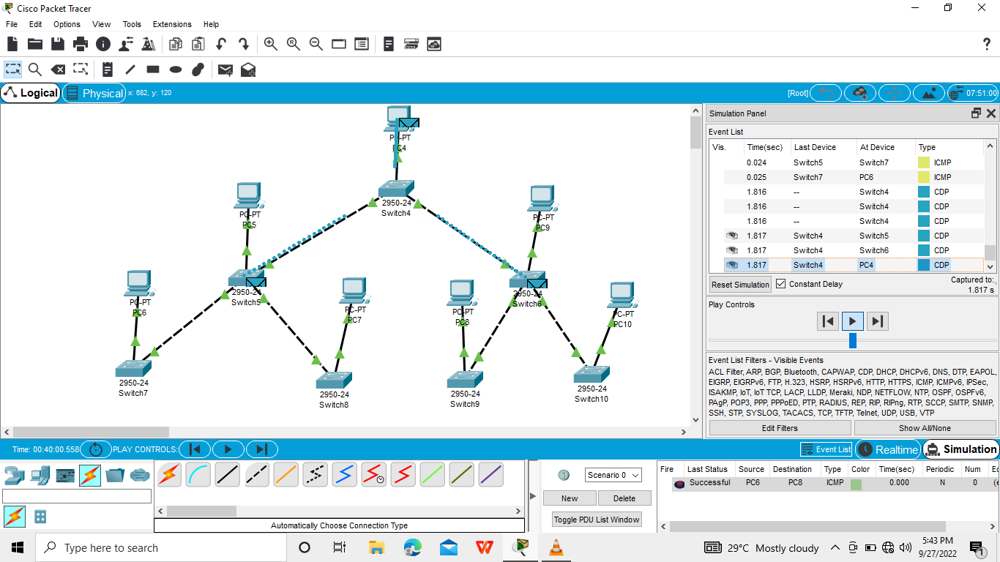 Cisco Packet Tracer
File Edit Options View Tools Extensions Help
Logical
Physical
x: 682, y: 120
[Root]
07:51:00
PC-PT
PC4
2950-24
Switch4
PC-PT
PC5
PC-PT
PC9
2950-24
Switch5
2950-24
Switch6
PC-PT
PC6
PC-PT
PC7
PC-PT
PC8
PC-PT
PC10
2950-24
Switch7
2950-24
Switch8
2950-24
Switch9
2950-24
Switch10
Simulation Panel
Event List
Vis. Time(sec) Last Device At Device Type
0.024 Switch5 Switch7 ICMP
0.025 Switch7 PC6 ICMP
1.816 -- Switch4 CDP
1.816 -- Switch4 CDP
1.816 -- Switch4 CDP
1.817 Switch4 Switch5 CDP
1.817 Switch4 Switch6 CDP
1.817 Switch4 PC4 CDP
Reset Simulation
Constant Delay
Captured to:
1.817 s
Play Controls
Event List Filters - Visible Events
ACL Filter, ARP, BGP, Bluetooth, CAPWAP, CDP, DHCP, DHCPv6, DNS, DTP, EAPOL,
EIGRP, EIGRPv6, FTP, H.323, HSRP, HSRPv6, HTTP, HTTPS, ICMP, ICMPv6, IPSec,
ISAKMP, IoT, IoT TCP, LACP, LLDP, Meraki, NDP, NETFLOW, NTP, OSPF, OSPFv6,
PAgP, POP3, PPP, PPPoED, PTP, RADIUS, REP, RIP, RIPng, RTP, SCCP, SMTP, SNMP,
SSH, STP, SYSLOG, TACACS, TCP, TFTP, Telnet, UDP, USB, VTP
Edit Filters
Show All/None
Time: 00:40:00.558
PLAY CONTROLS:
Event List
Realtime
Simulation
Automatically Choose Connection Type
Scenario 0
New
Delete
Toggle PDU List Window
Fire Last Status Source Destination Type Color Time(sec) Periodic Num Ec
Successful PC6 PC8 ICMP 0.000 N 0 (e
Type here to search
29°C Mostly cloudy
5:43 PM
9/27/2022
1